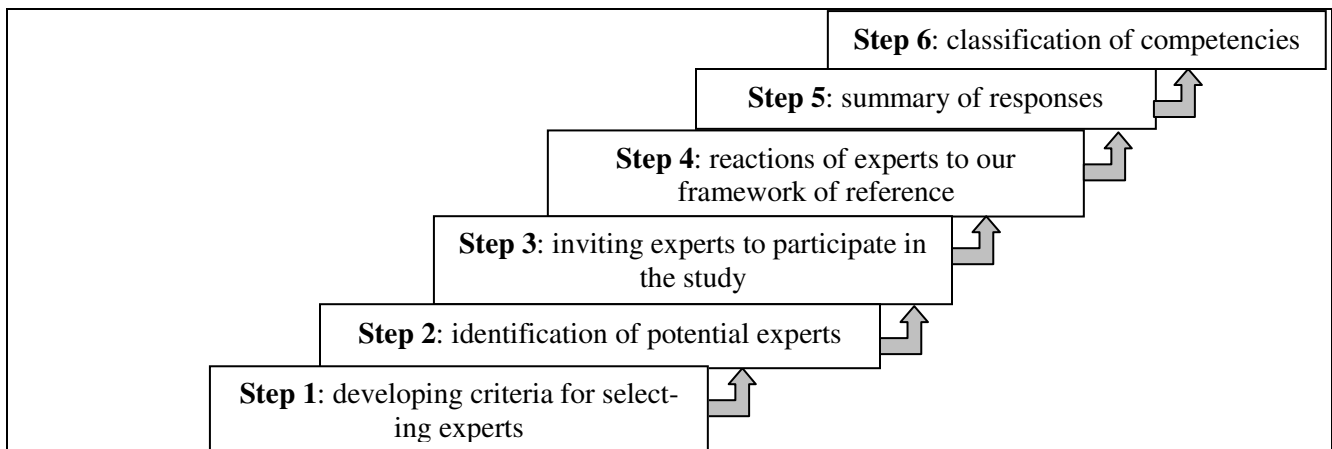 Step 6: classification of competencies
Step 5: summary of responses
Step 4: reactions of experts to our
framework of reference
Step 3: inviting experts to participate in
the study
Step 2: identification of potential experts
Step 1: developing criteria for select-
ing experts